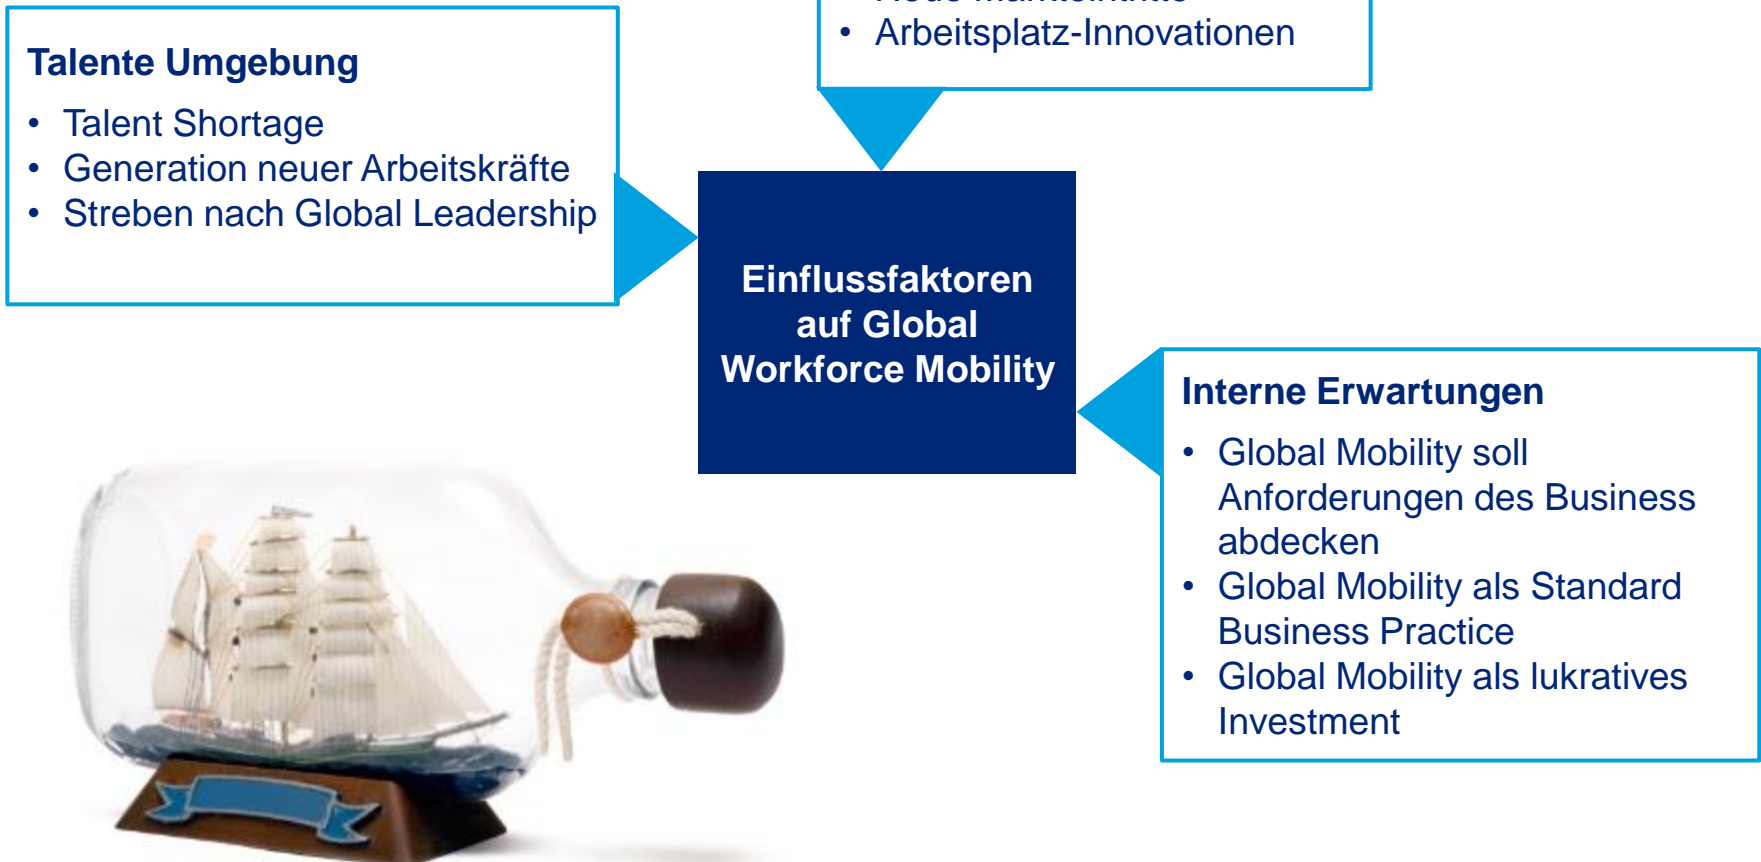 • Arbeitsplatz-Innovationen
Talente Umgebung
• Talent Shortage
• Generation neuer Arbeitskräfte
• Streben nach Global Leadership
Einflussfaktoren
auf Global
Workforce Mobility
Interne Erwartungen
• Global Mobility soll
Anforderungen des Business
abdecken
• Global Mobility als Standard
Business Practice
• Global Mobility als lukratives
Investment